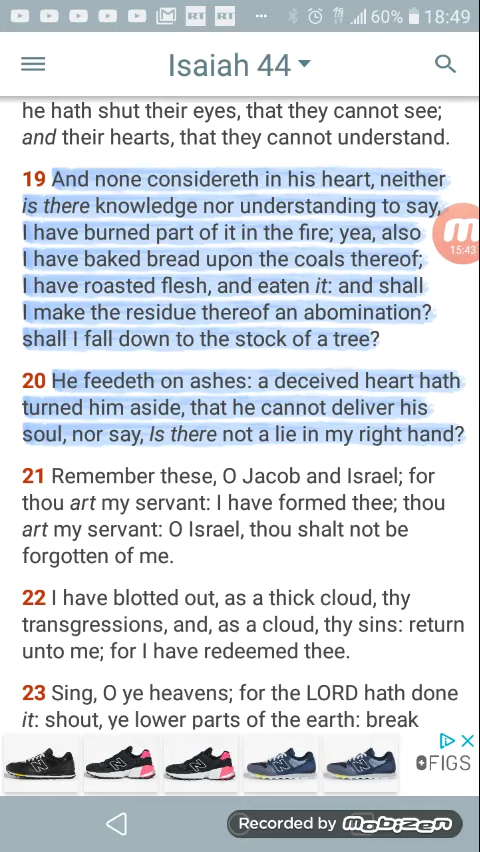 RT RT ... 4G 60% 18:49
Isaiah 44
he hath shut their eyes, that they cannot see;
and their hearts, that they cannot understand.
19 And none considereth in his heart, neither
is there knowledge nor understanding to say,
I have burned part of it in the fire; yea, also
I have baked bread upon the coals thereof;
I have roasted flesh, and eaten it: and shall
I make the residue thereof an abomination?
shall I fall down to the stock of a tree?
15:43
20 He feedeth on ashes: a deceived heart hath
turned him aside, that he cannot deliver his
soul, nor say, Is there not a lie in my right hand?
21 Remember these, O Jacob and Israel; for
thou art my servant: I have formed thee; thou
art my servant: O Israel, thou shalt not be
forgotten of me.
22 I have blotted out, as a thick cloud, thy
transgressions, and, as a cloud, thy sins: return
unto me; for I have redeemed thee.
23 Sing, O ye heavens; for the LORD hath done
it: shout, ye lower parts of the earth: break
FIGS
Recorded by Mobizen